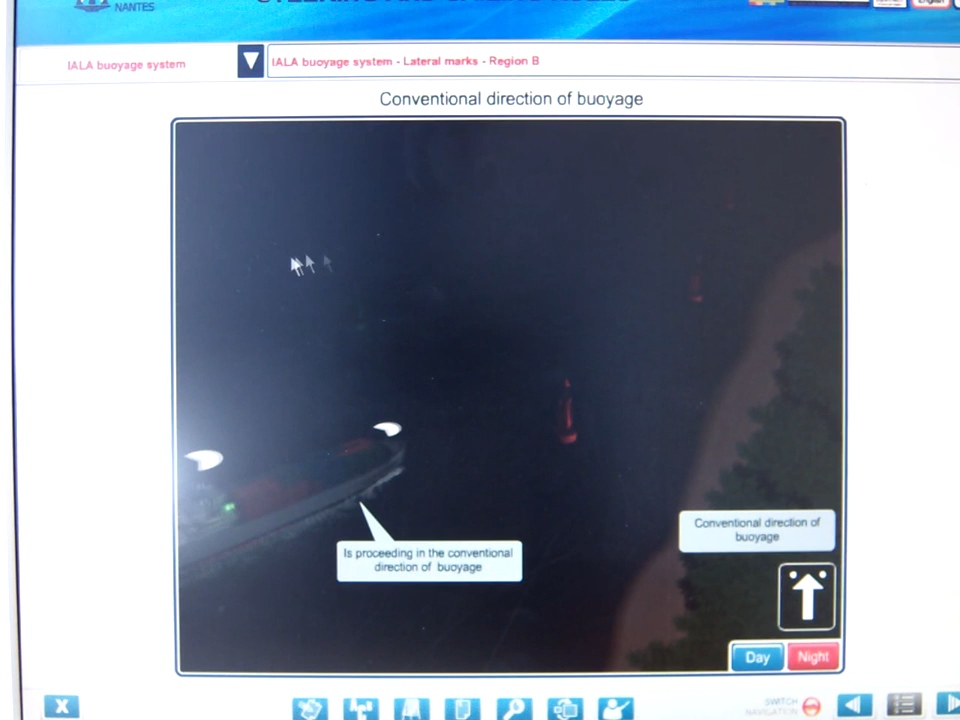 NANTES
English
IALA buoyage system
IALA buoyage system - Lateral marks - Region B
Conventional direction of buoyage
Conventional direction of
buoyage
Is proceeding in the conventional
direction of buoyage
Day
Night
X
SWITCH
NAVIGATION